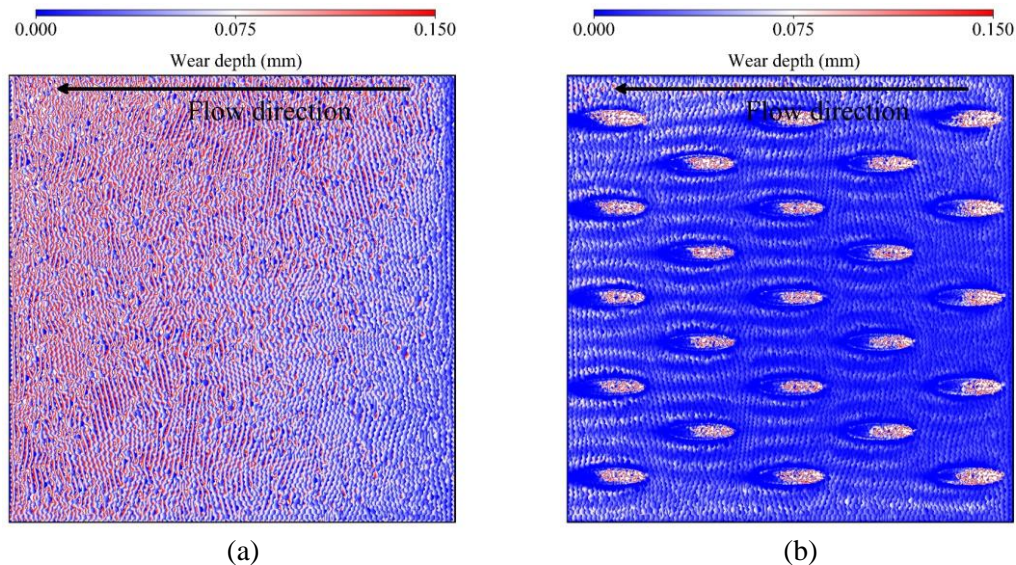 0.000 0.075 0.150
Wear depth (mm)
Flow direction
(a)
0.000 0.075 0.150
Wear depth (mm)
Flow direction
(b)